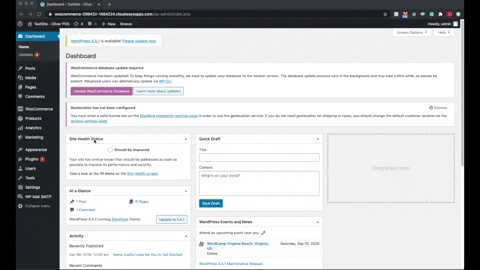 TestSite – Oliver POS
woocommerce-299432-1484234.cloudwaysapps.com/wp-admin/index.php
TestSite
New
Breeze
Howdy, admin
Dashboard
Home
Updates
Posts
Media
Pages
Comments
WooCommerce
Products
Analytics
Marketing
Appearance
Plugins
Users
Tools
Settings
WP Mail SMTP
Collapse menu
Screen Options
Help
WordPress 5.5.1 is available! Please update now.
Dashboard
WooCommerce database update required
WooCommerce has been updated! To keep things running smoothly, we have to update your database to the newest version. The database update process runs in the background and may take a little while, so please be
patient. Advanced users can alternatively update via WP CLI.
Update WooCommerce Database
Learn more about updates
Geolocation has not been configured.
Dismiss
You must enter a valid license key on the MaxMind integration settings page in order to use the geolocation service. If you do not need geolocation for shipping or taxes, you should change the default customer location on the
general settings page.
Site Health Status
Should be improved
Your site has critical issues that should be addressed as soon as
possible to improve its performance and security.
Take a look at the 10 items on the Site Health screen.
At a Glance
1 Post
8 Pages
1 Comment
WordPress 5.4.2 running Storefront theme.
Update to 5.5.1
Activity
Recently Published
Sep 4th 2019, 12:55 am
Some Useful Links for You to Get Started
Recent Comments
Quick Draft
Title
Content
What's on your mind?
Save Draft
WordPress Events and News
Attend an upcoming event near you.
WordCamp Virginia Beach, Virginia,
US
Online
Saturday, Sep 19, 2020
WordPress 5.5.1 Maintenance Release
Drag boxes here